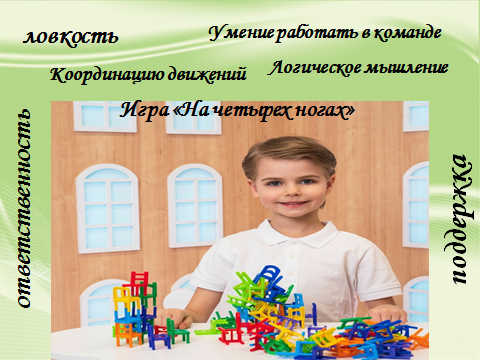 ловкость
Умение работать в команде
Координацию движений
Логическое мышление
Игра «На четырех ногах»
ответственность
поддержка